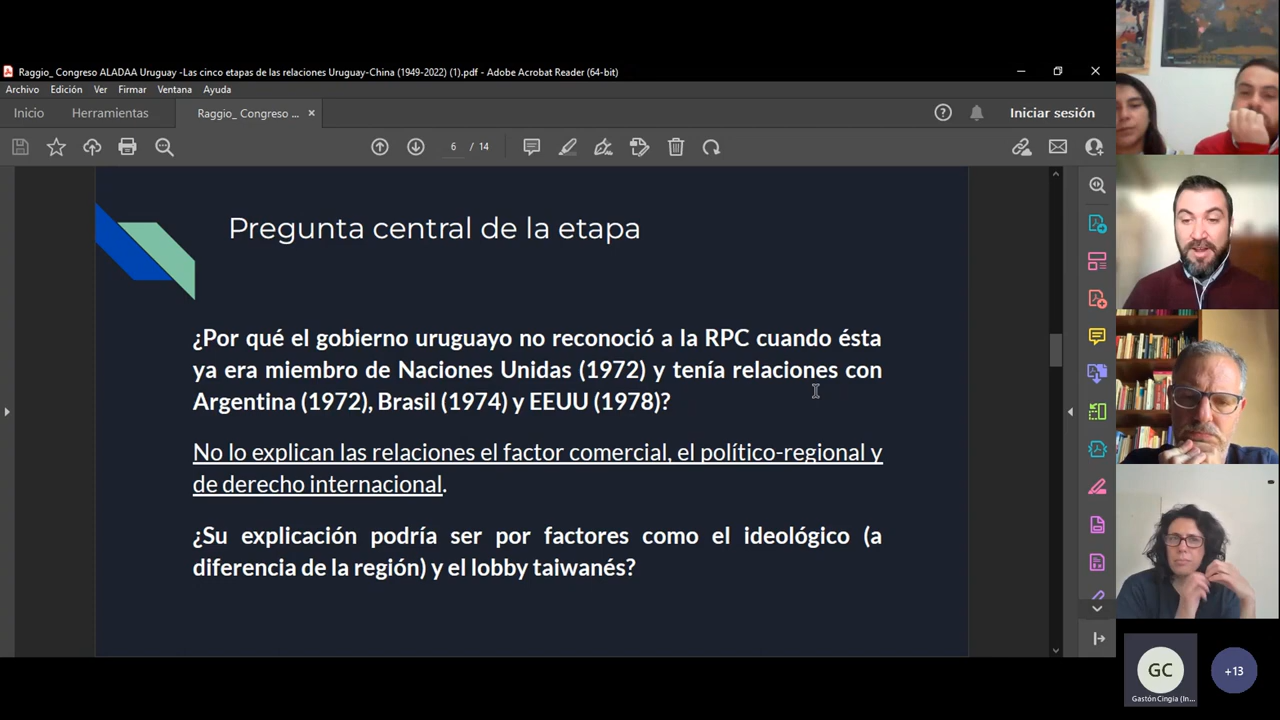 Raggio_ Congreso ALADAA Uruguay -Las cinco etapas de las relaciones Uruguay-China (1949-2022) (1).pdf - Adobe Acrobat Reader (64-bit)
Archivo Edición Ver Firmar Ventana Ayuda
Inicio Herramientas Raggio_ Congreso ... Iniciar sesión
6 / 14
Pregunta central de la etapa
¿Por qué el gobierno uruguayo no reconoció a la RPC cuando ésta
ya era miembro de Naciones Unidas (1972) y tenía relaciones con
Argentina (1972), Brasil (1974) y EEUU (1978)?
No lo explican las relaciones el factor comercial, el político-regional y
de derecho internacional.
¿Su explicación podría ser por factores como el ideológico (a
diferencia de la región) y el lobby taiwanés?
GC
Gastón Cingia (In...
+13